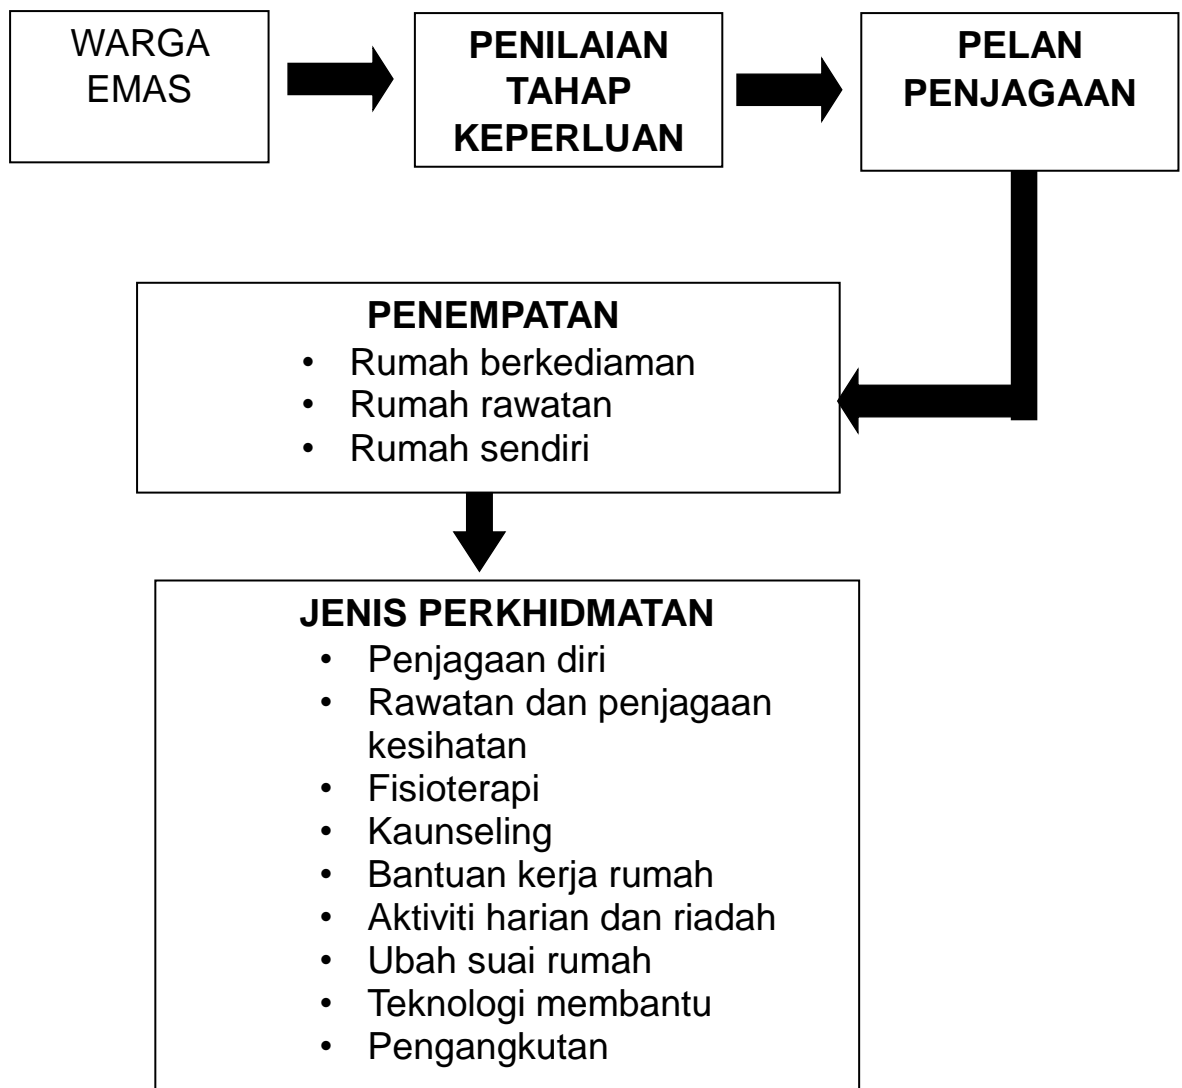 WARGA
EMAS
PENILAIAN
TAHAP
KEPERLUAN
PELAN
PENJAGAAN
PENEMPATAN
• Rumah berkediaman
• Rumah rawatan
• Rumah sendiri
JENIS PERKHIDMATAN
• Penjagaan diri
• Rawatan dan penjagaan
kesihatan
• Fisioterapi
• Kaunseling
• Bantuan kerja rumah
• Aktiviti harian dan riadah
• Ubah suai rumah
• Teknologi membantu
• Pengangkutan